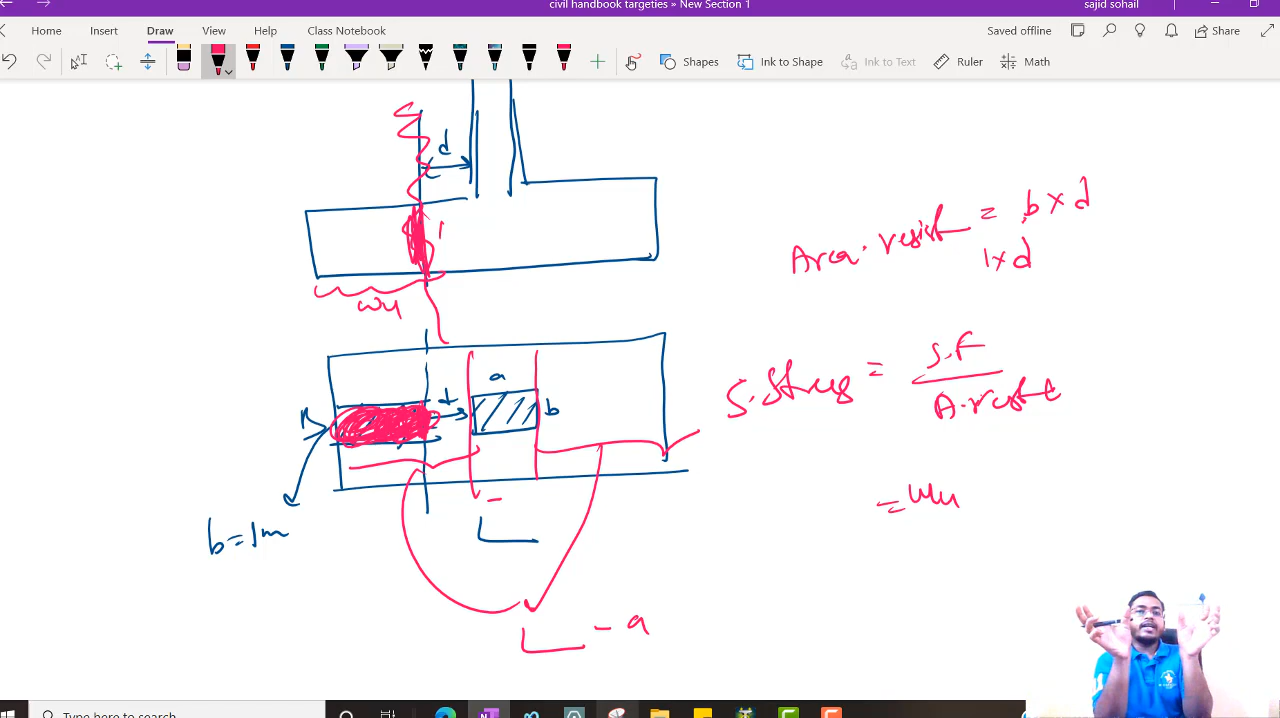 civil handbook targeties » New Section 1
sajid sohail
Home Insert Draw View Help Class Notebook
Saved offline
Share
Shapes
Ink to Shape
Ink to Text
Ruler
Math
d
wu
Area. resist = b x d
1 x d
S.F
S. Stress =
A. resist
= Wu
a
d
b
b = 1m
L
L - a
Type here to search